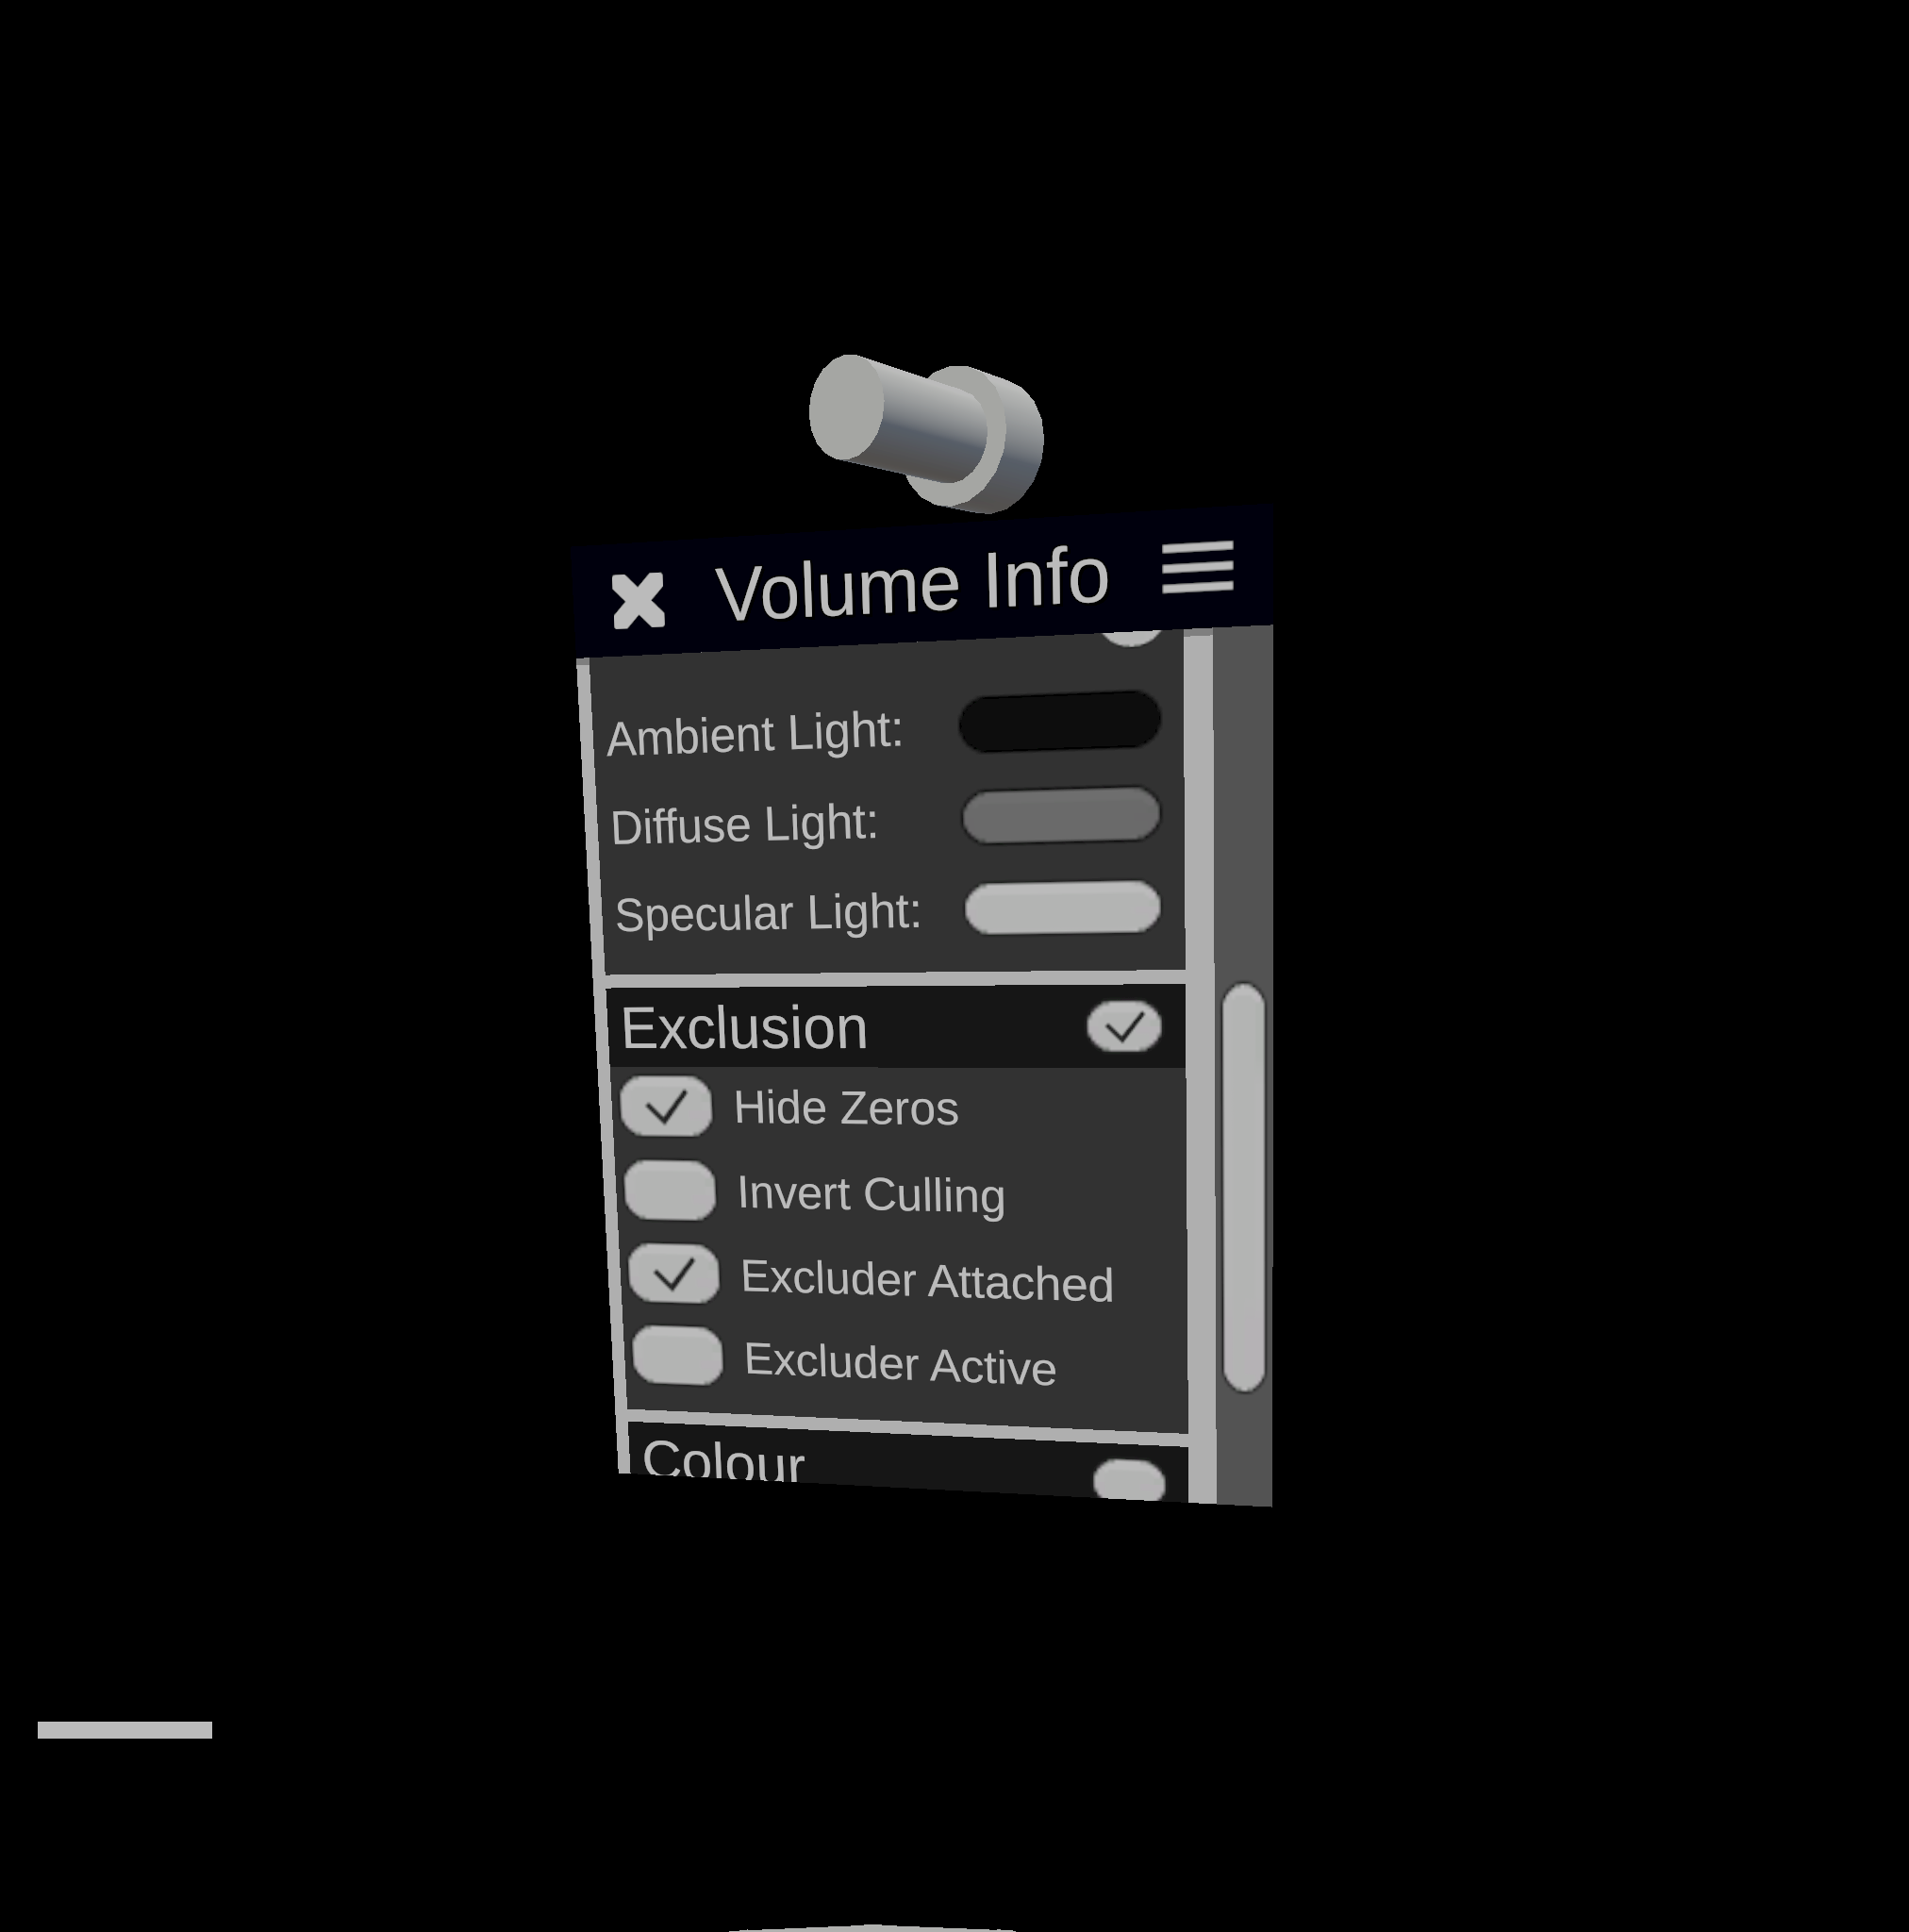 Volume Info
Ambient Light:
Diffuse Light:
Specular Light:
Exclusion
Hide Zeros
Invert Culling
Excluder Attached
Excluder Active
Colour